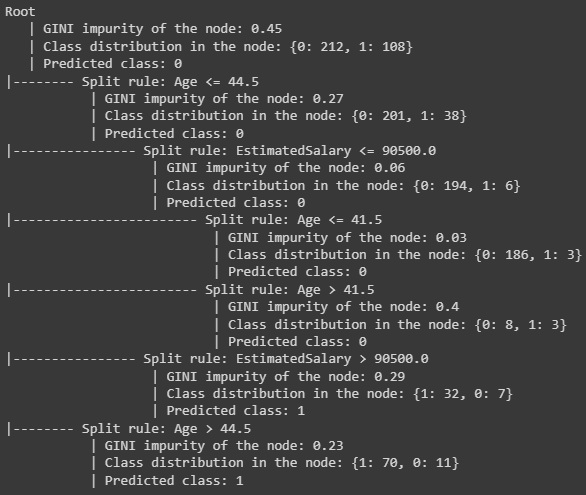 Root
| GINI impurity of the node: 0.45
| Class distribution in the node: {0: 212, 1: 108}
| Predicted class: 0
|-------- Split rule: Age <= 44.5
| GINI impurity of the node: 0.27
| Class distribution in the node: {0: 201, 1: 38}
| Predicted class: 0
|---------------- Split rule: EstimatedSalary <= 90500.0
| GINI impurity of the node: 0.06
| Class distribution in the node: {0: 194, 1: 6}
| Predicted class: 0
|------------------------ Split rule: Age <= 41.5
| GINI impurity of the node: 0.03
| Class distribution in the node: {0: 186, 1: 3}
| Predicted class: 0
|------------------------ Split rule: Age > 41.5
| GINI impurity of the node: 0.4
| Class distribution in the node: {0: 8, 1: 3}
| Predicted class: 0
|---------------- Split rule: EstimatedSalary > 90500.0
| GINI impurity of the node: 0.29
| Class distribution in the node: {1: 32, 0: 7}
| Predicted class: 1
|-------- Split rule: Age > 44.5
| GINI impurity of the node: 0.23
| Class distribution in the node: {1: 70, 0: 11}
| Predicted class: 1